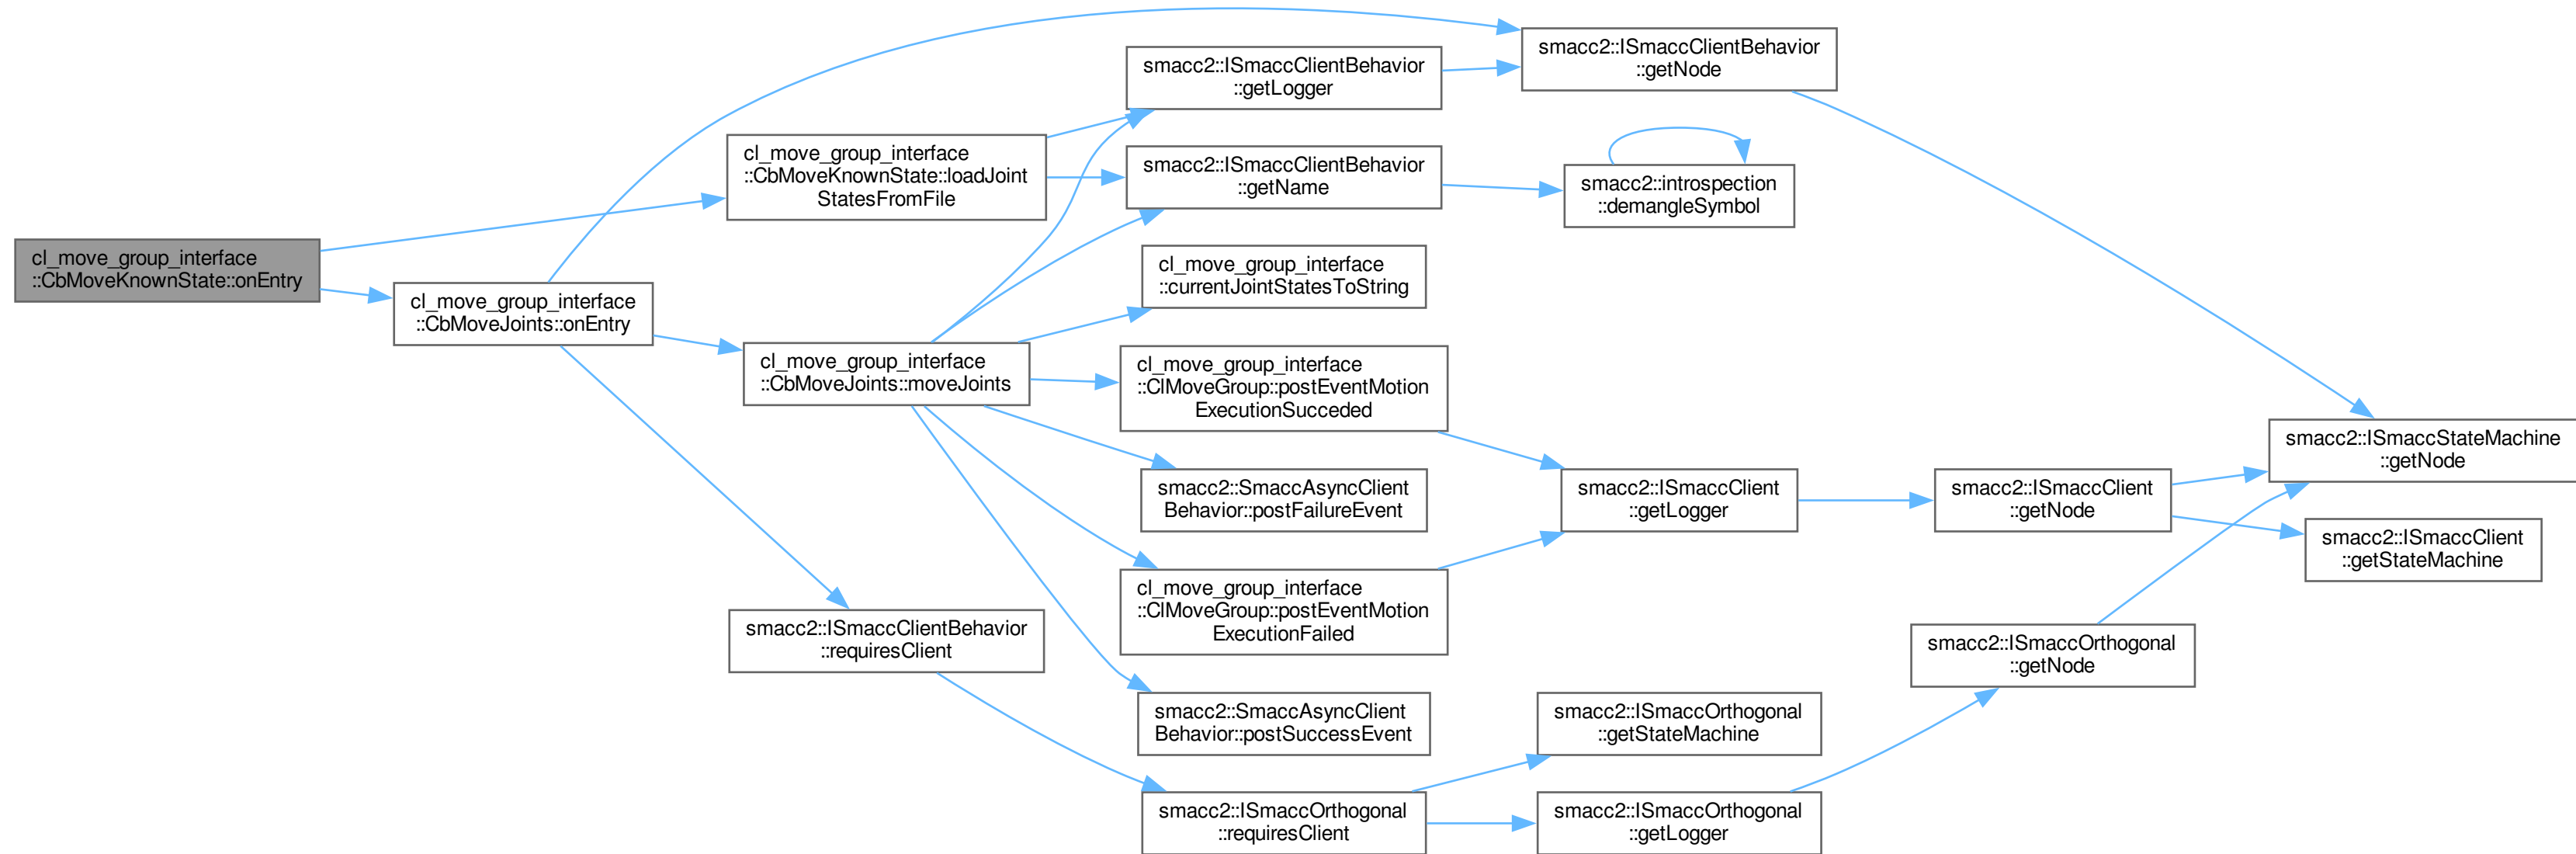 cl_move_group_interface
::CbMoveKnownState::onEntry
cl_move_group_interface
::CbMoveJoints::onEntry
cl_move_group_interface
::CbMoveKnownState::loadJoint
StatesFromFile
cl_move_group_interface
::CbMoveJoints::moveJoints
smacc2::ISmaccClientBehavior
::requiresClient
smacc2::ISmaccClientBehavior
::getLogger
smacc2::ISmaccClientBehavior
::getName
cl_move_group_interface
::currentJointStatesToString
cl_move_group_interface
::ClMoveGroup::postEventMotion
ExecutionSucceded
smacc2::SmaccAsyncClient
Behavior::postFailureEvent
cl_move_group_interface
::ClMoveGroup::postEventMotion
ExecutionFailed
smacc2::SmaccAsyncClient
Behavior::postSuccessEvent
smacc2::ISmaccOrthogonal
::requiresClient
smacc2::ISmaccClientBehavior
::getNode
smacc2::introspection
::demangleSymbol
smacc2::ISmaccClient
::getLogger
smacc2::ISmaccOrthogonal
::getStateMachine
smacc2::ISmaccOrthogonal
::getLogger
smacc2::ISmaccClient
::getNode
smacc2::ISmaccOrthogonal
::getNode
smacc2::ISmaccStateMachine
::getNode
smacc2::ISmaccClient
::getStateMachine